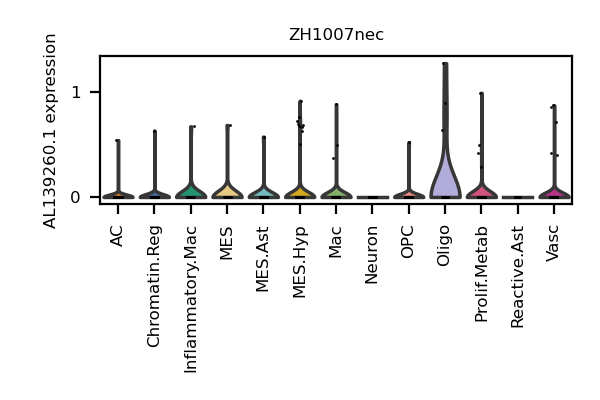 ZH1007nec
AL139260.1 expression
1
0
AC
Chromatin.Reg
Inflammatory.Mac
MES
MES.Ast
MES.Hyp
Mac
Neuron
OPC
Oligo
Prolif.Metab
Reactive.Ast
Vasc